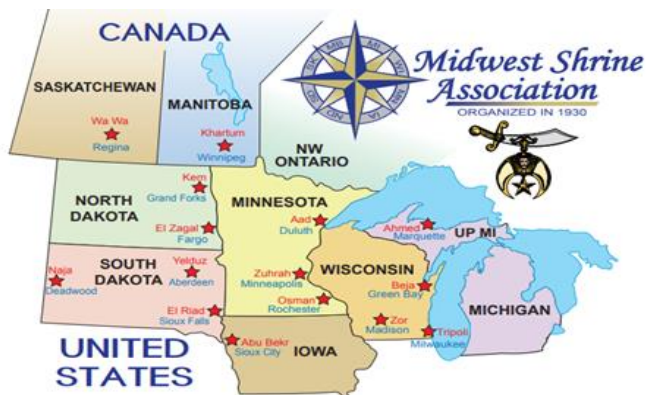 CANADA
Midwest Shrine
Association
ORGANIZED IN 1930
SASKATCHEWAN
MANITOBA
Wa Wa
Regina
Khartum
Winnipeg
NW
ONTARIO
Kem
Grand Forks
NORTH
DAKOTA
El Zagal
Fargo
MINNESOTA
Aad
Duluth
Ahmed
Marquette
UP MI
SOUTH
DAKOTA
Naja
Deadwood
Yelduz
Aberdeen
El Riad
Sioux Falls
Zuhrah
Minneapolis
Osman
Rochester
WISCONSIN
Beja
Green Bay
Zor
Madison
Tripoli
Milwaukee
MICHIGAN
Abu Bekr
Sioux City
IOWA
UNITED
STATES